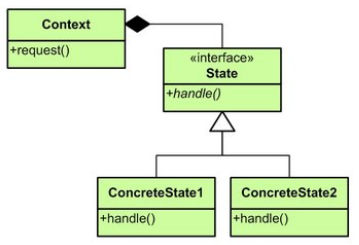 Context
+request()
«interface»
State
+handle()
ConcreteState1
+handle()
ConcreteState2
+handle()